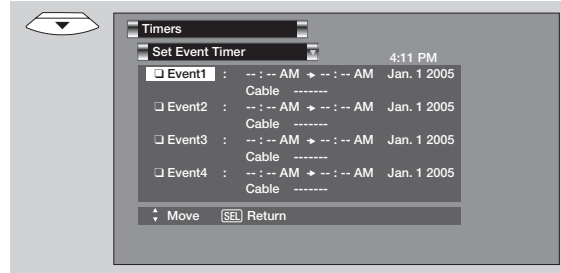 Timers
Set Event Timer
4:11 PM
❏ Event1 : -- : -- AM ➔ -- : -- AM Jan. 1 2005
Cable -------
❏ Event2 : -- : -- AM ➔ -- : -- AM Jan. 1 2005
Cable -------
❏ Event3 : -- : -- AM ➔ -- : -- AM Jan. 1 2005
Cable -------
❏ Event4 : -- : -- AM ➔ -- : -- AM Jan. 1 2005
Cable -------
Move SEL Return